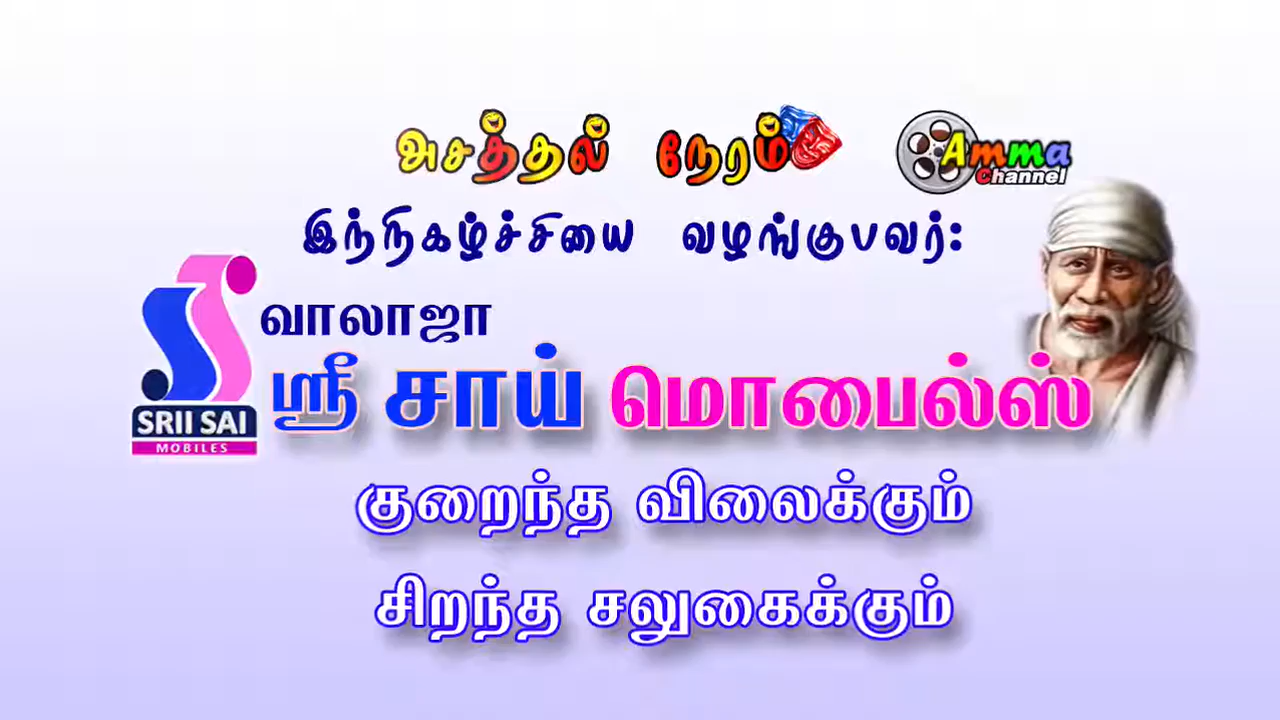 அசத்தல் நேரம்
Amma
Channel
இந்நிகழ்ச்சியை வழங்குபவர்:
வாலாஜா
ஸ்ரீ சாய் மொபைல்ஸ்
SRII SAI
MOBILES
குறைந்த விலைக்கும்
சிறந்த சலுகைக்கும்